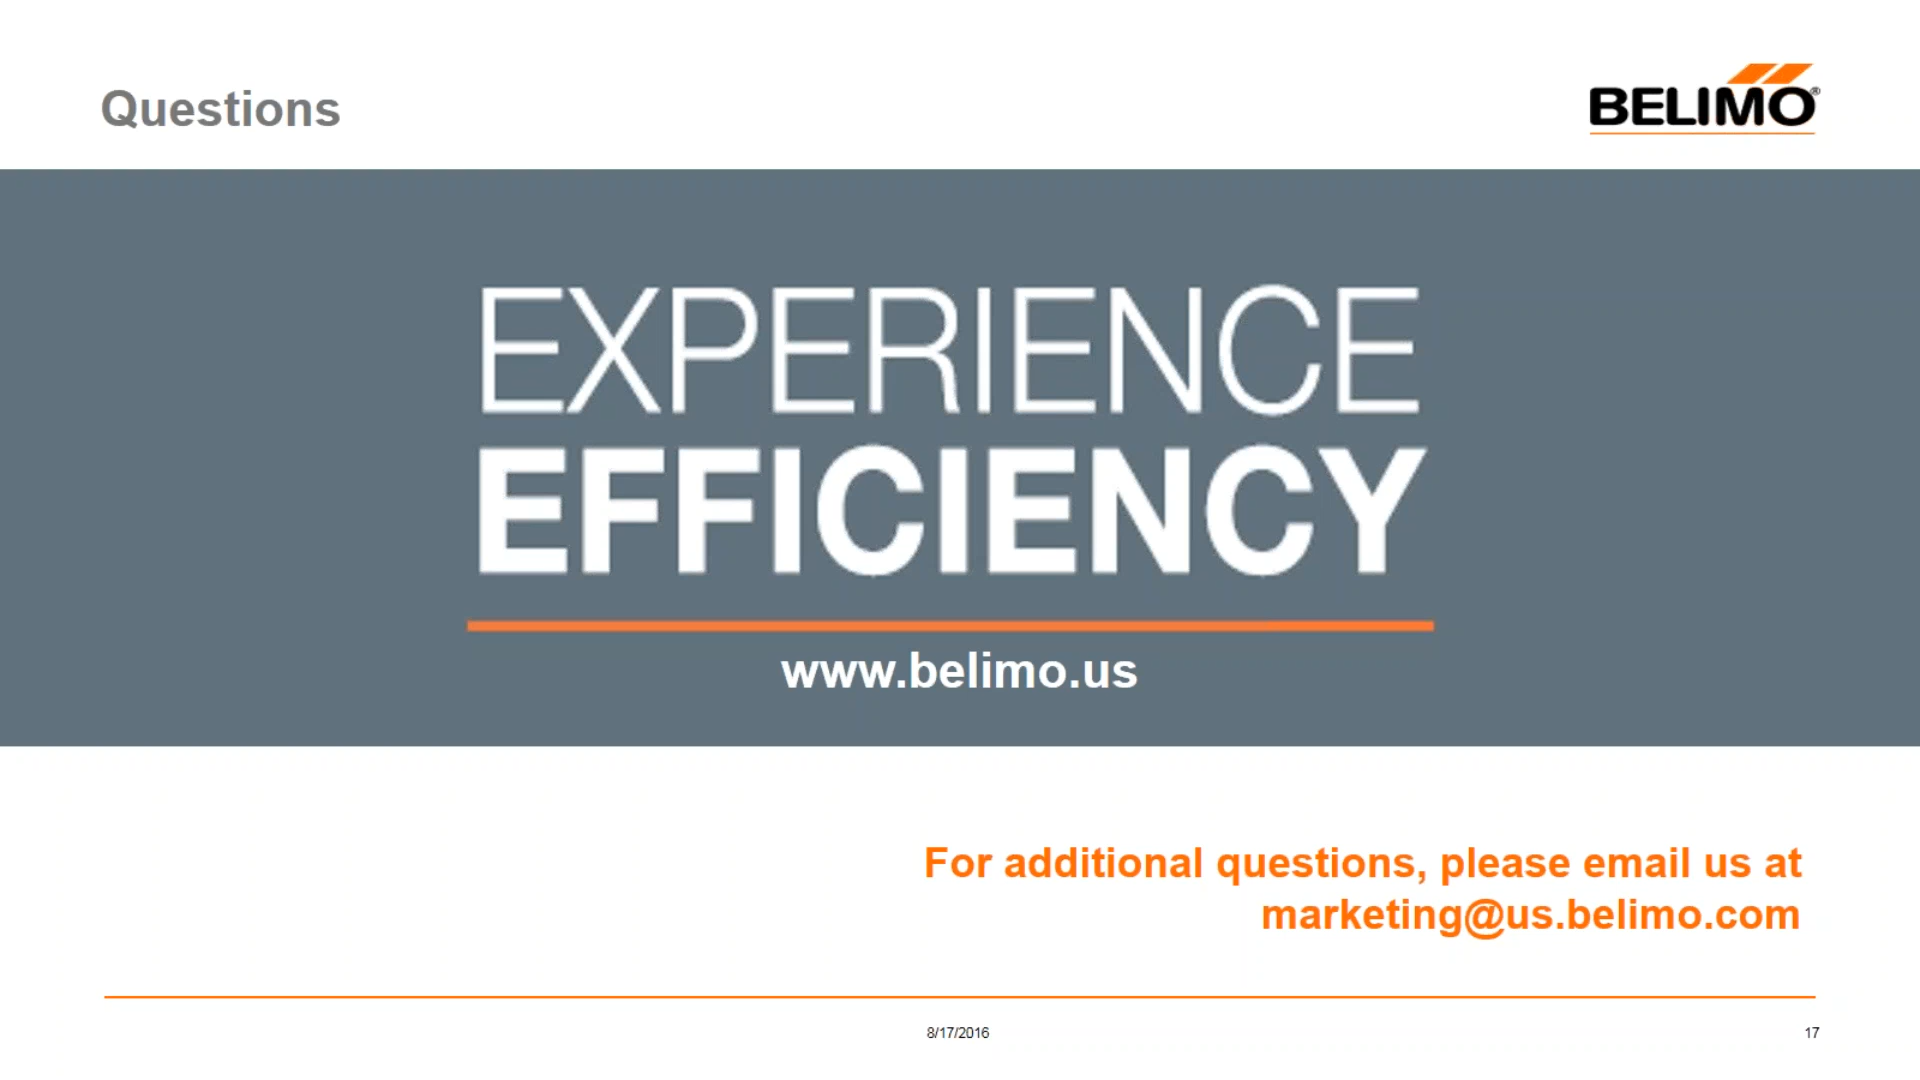 Questions
BELIMO®
EXPERIENCE
EFFICIENCY
www.belimo.us
For additional questions, please email us at
marketing@us.belimo.com
8/17/2016
17